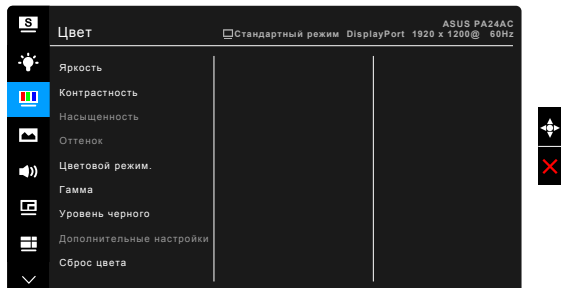 S
ASUS PA24AC
Цвет
Стандартный режим DisplayPort 1920 x 1200@ 60Hz
Яркость
Контрастность
Насыщенность
Оттенок
Цветовой режим.
Гамма
Уровень черного
Дополнительные настройки
Сброс цвета